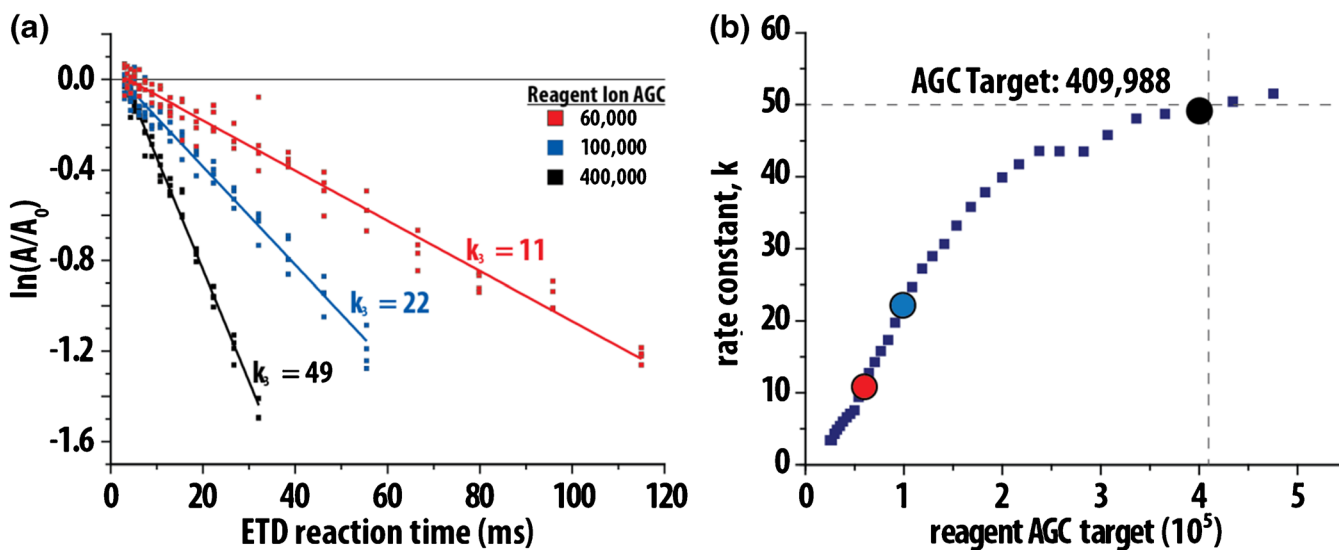 (a)
0.0
-0.4
-0.8
-1.2
-1.6
ln(A/A0)
Reagent Ion AGC
60,000
100,000
400,000
k3 = 11
k3 = 22
k3 = 49
0 20 40 60 80 100 120
ETD reaction time (ms)
(b)
60
50
40
30
20
10
0
rate constant, k
AGC Target: 409,988
0 1 2 3 4 5
reagent AGC target (10^5)